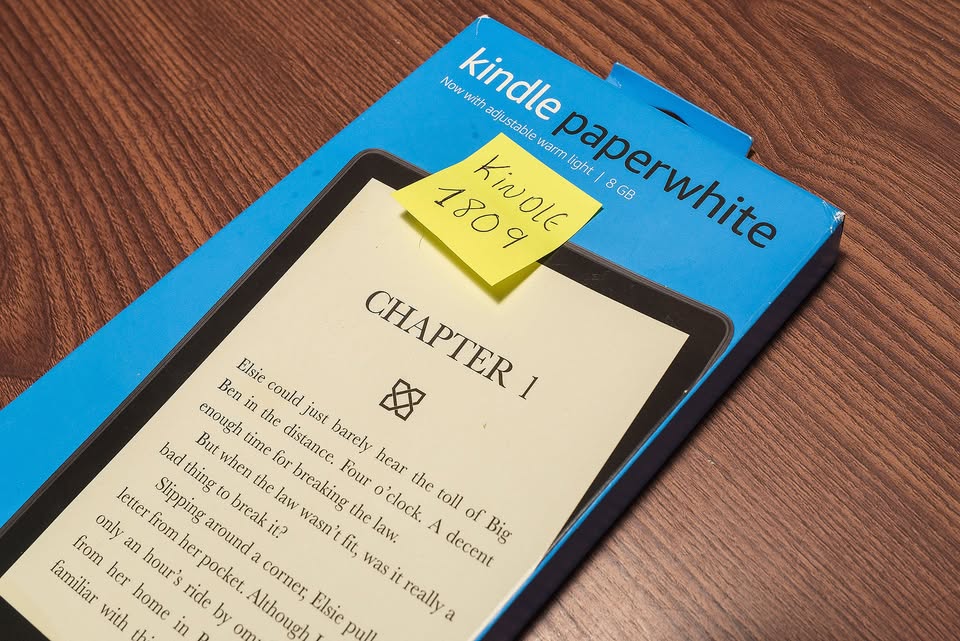 kindle paperwhite
Now with adjustable warm light | 8 GB
KINDLE
1809
CHAPTER 1
Elsie could just barely hear the toll of Big
Ben in the distance. Four o'clock. A decent
enough time for breaking the law.
But when the law wasn't fit, was it really a
bad thing to break it?
Slipping around a corner, Elsie pull
letter from her pocket. Although
only an hour's ride by om
from her home in
familiar with thi